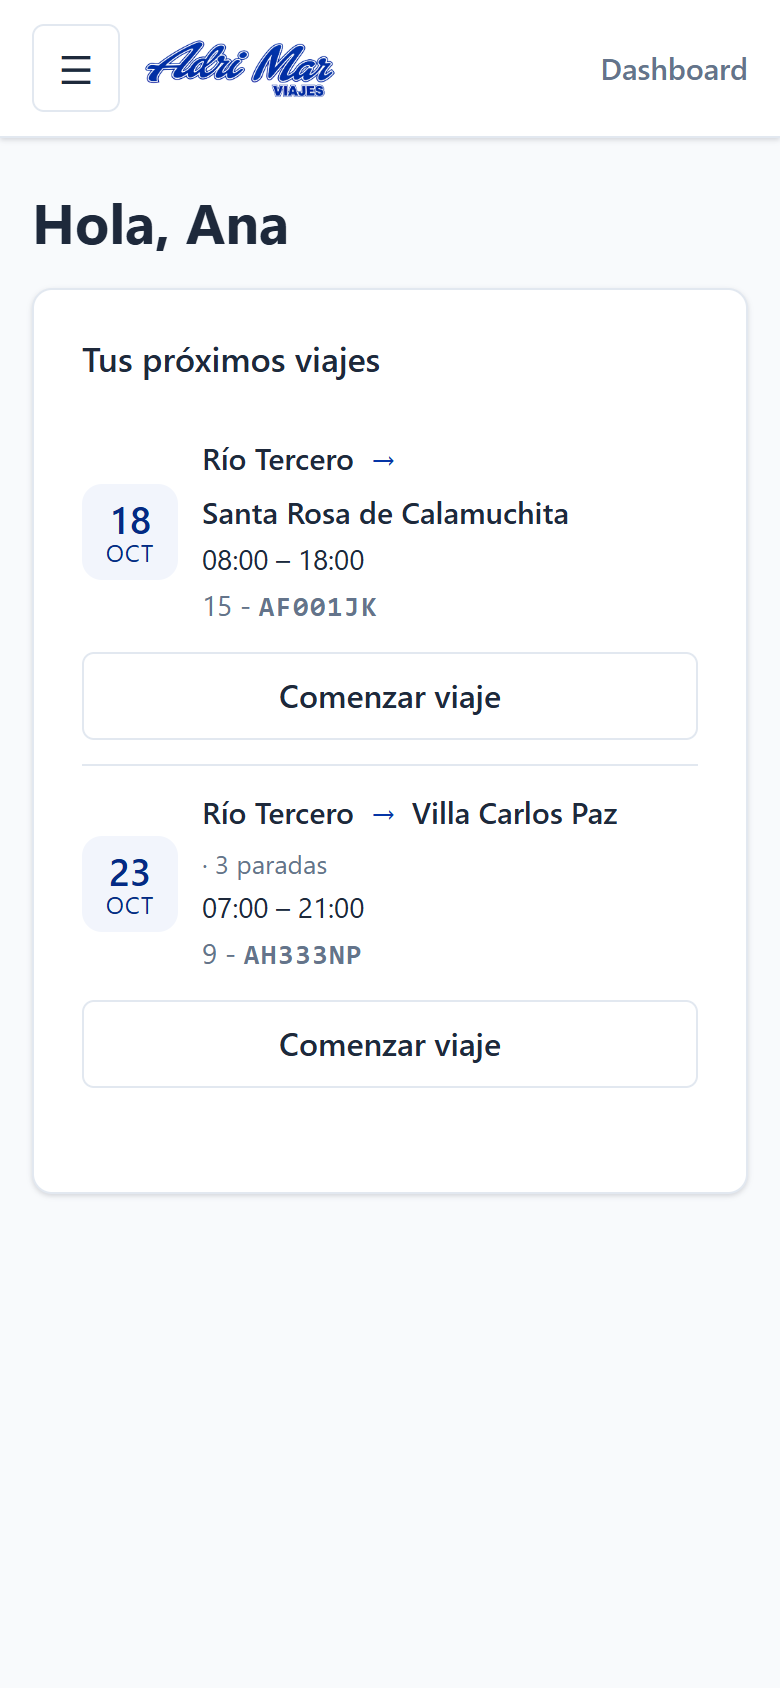 ☰ Adri Mar VIAJES Dashboard
Hola, Ana
Tus próximos viajes
18 OCT
Río Tercero →
Santa Rosa de Calamuchita
08:00 – 18:00
15 - AF001JK
Comenzar viaje
23 OCT
Río Tercero → Villa Carlos Paz
· 3 paradas
07:00 – 21:00
9 - AH333NP
Comenzar viaje